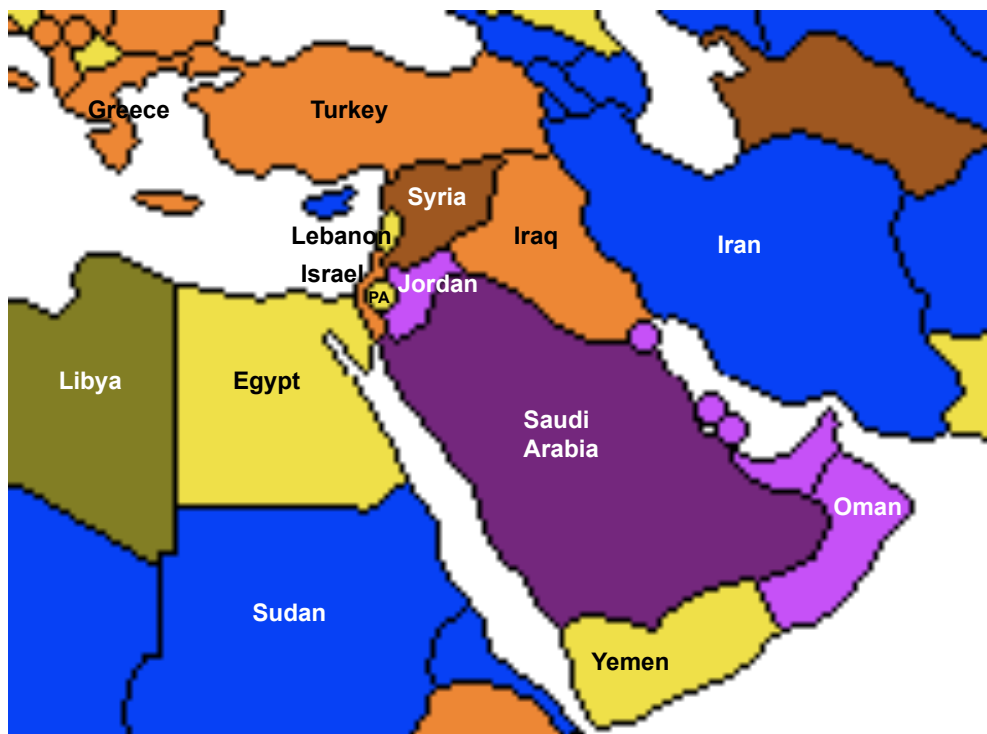 Greece
Turkey
Syria
Lebanon
Iraq
Iran
Israel
Jordan
PA
Libya
Egypt
Saudi
Arabia
Oman
Sudan
Yemen